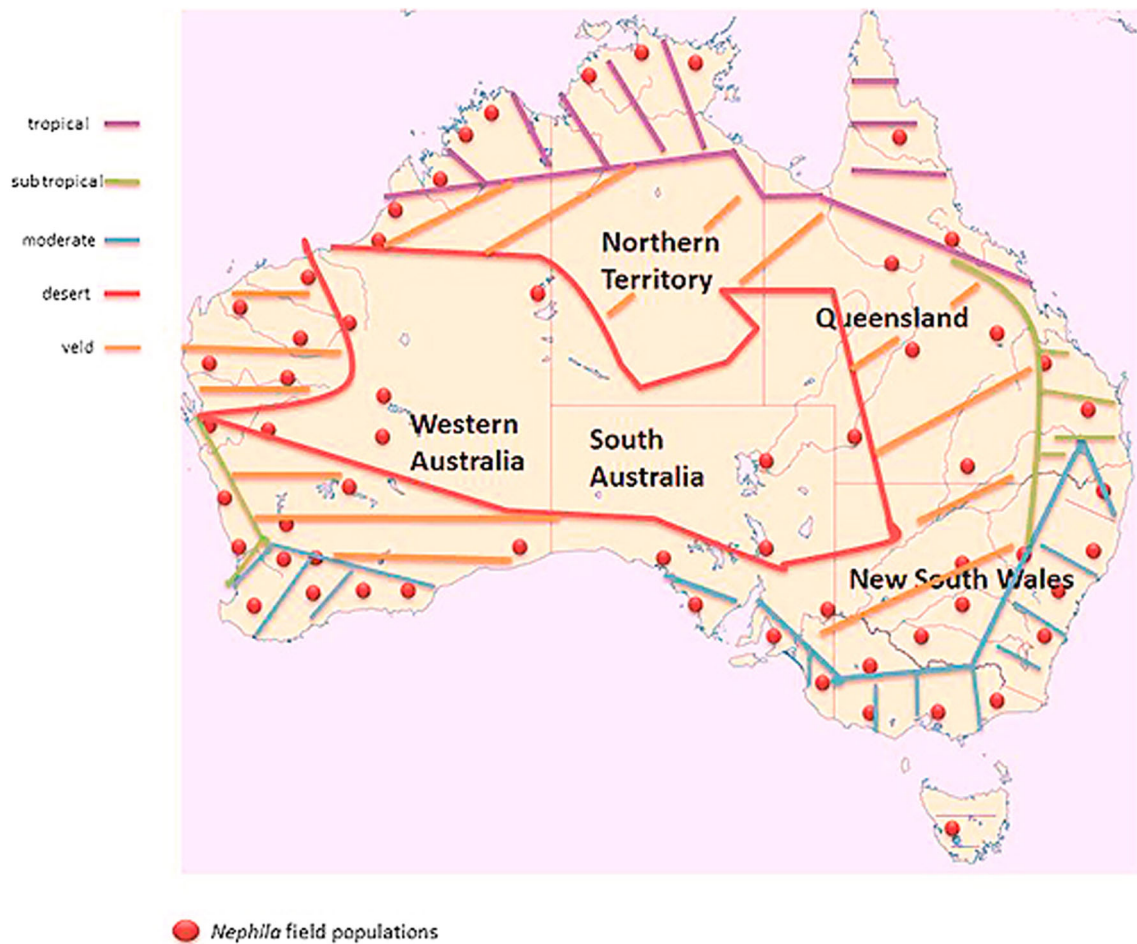 tropical
subtropical
moderate
desert
veld
Northern
Territory
Queensland
Western
Australia
South
Australia
New South Wales
Nephila field populations